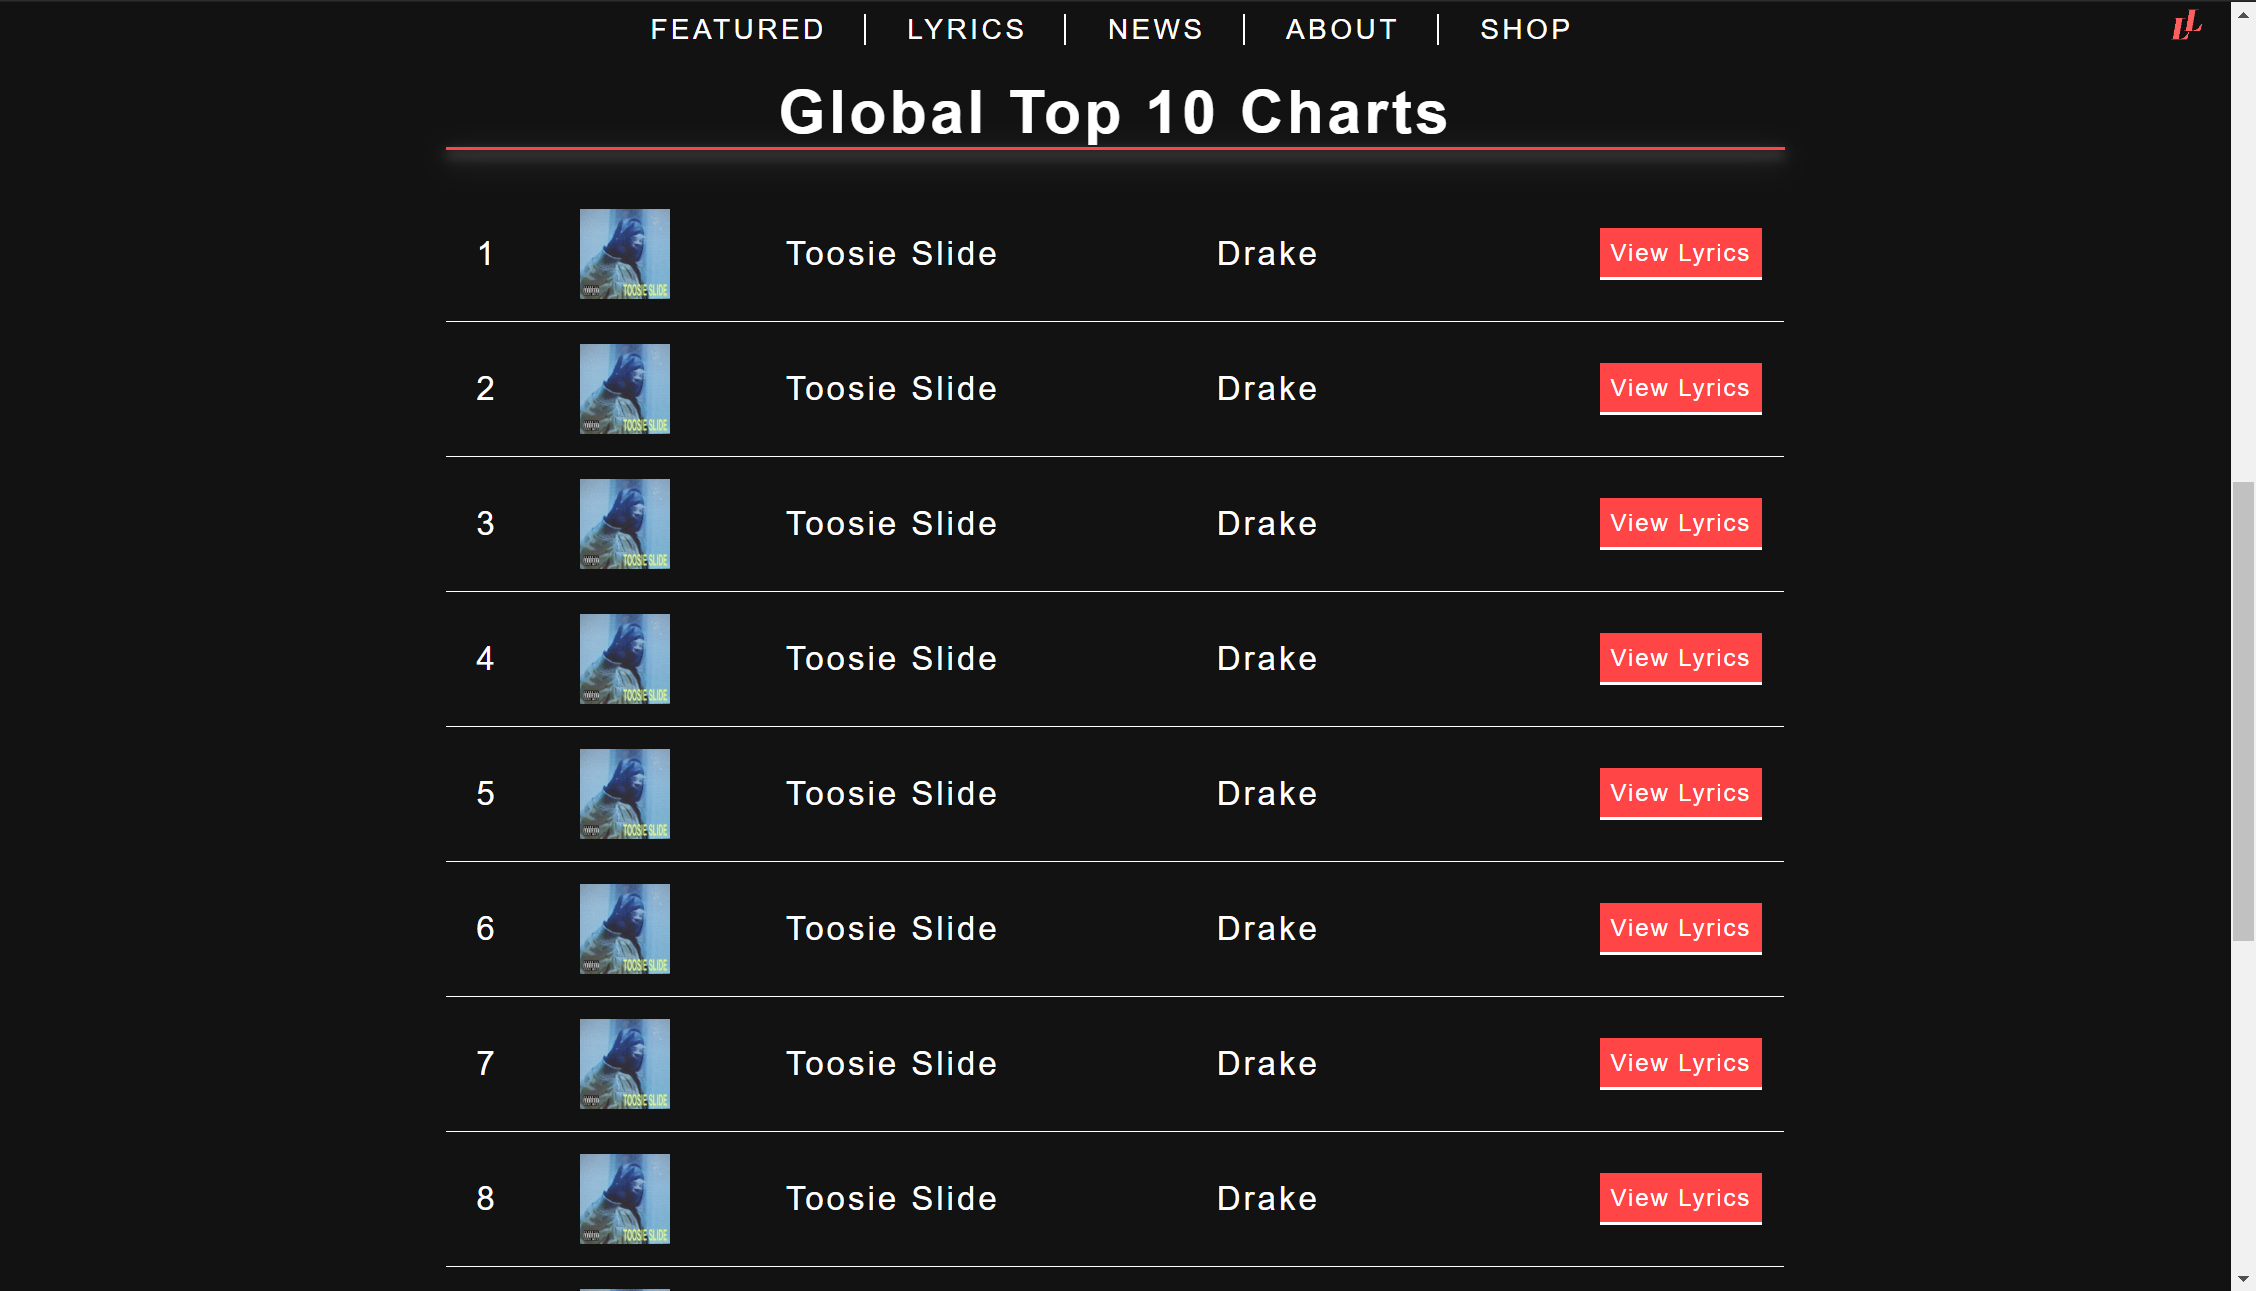 FEATURED | LYRICS | NEWS | ABOUT | SHOP
LL
Global Top 10 Charts
1 TOOSIE SLIDE Toosie Slide Drake View Lyrics
2 TOOSIE SLIDE Toosie Slide Drake View Lyrics
3 TOOSIE SLIDE Toosie Slide Drake View Lyrics
4 TOOSIE SLIDE Toosie Slide Drake View Lyrics
5 TOOSIE SLIDE Toosie Slide Drake View Lyrics
6 TOOSIE SLIDE Toosie Slide Drake View Lyrics
7 TOOSIE SLIDE Toosie Slide Drake View Lyrics
8 TOOSIE SLIDE Toosie Slide Drake View Lyrics